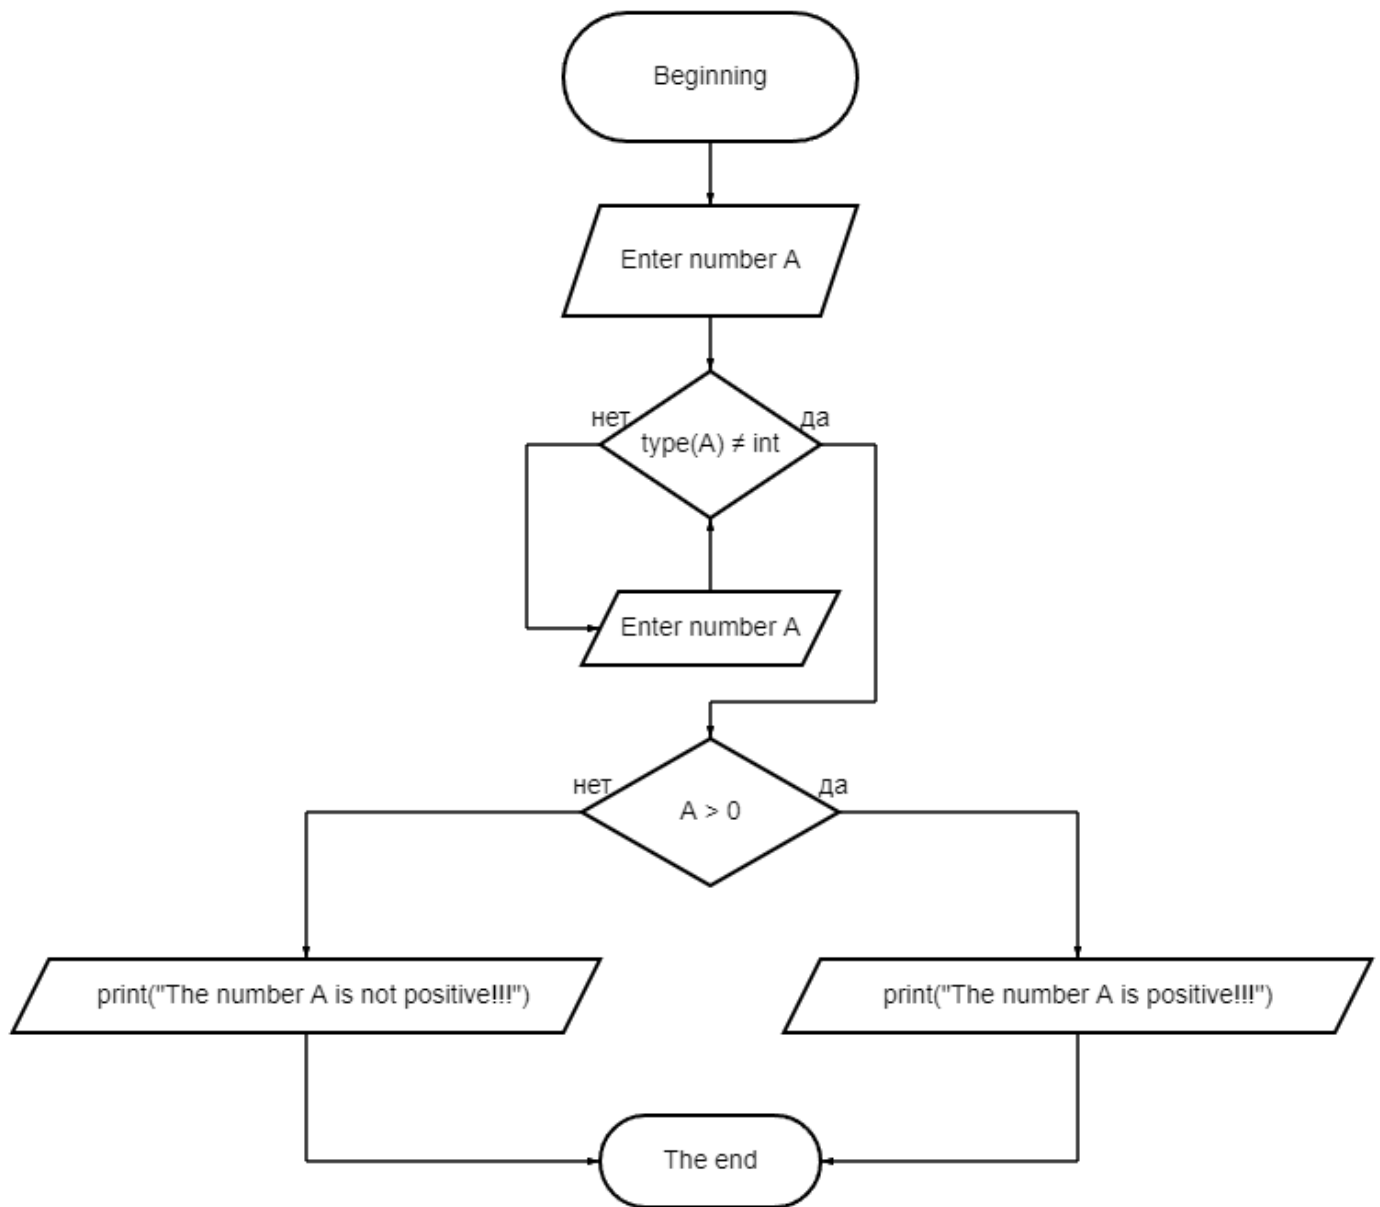 Beginning
Enter number A
нет
да
type(A) ≠ int
Enter number A
нет
да
A > 0
print("The number A is not positive!!!")
print("The number A is positive!!!")
The end